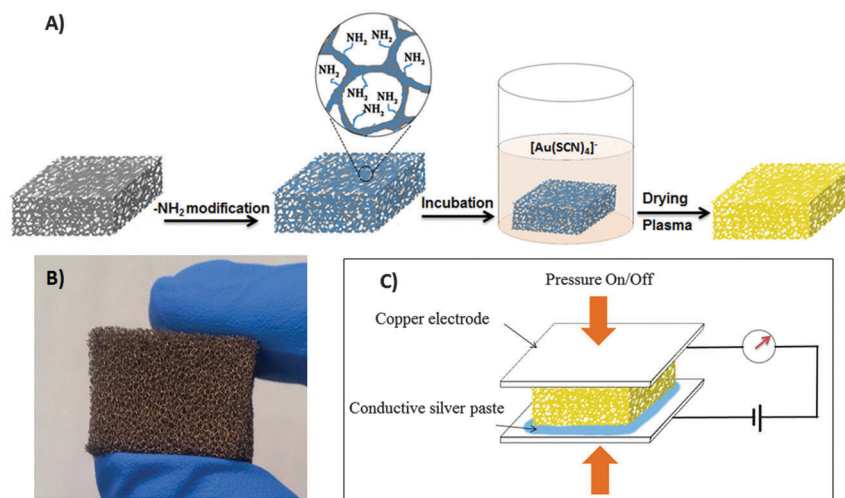 A)
NH2
NH2
NH2
NH2
NH2
NH2
NH2
NH2
[Au(SCN)4]-
-NH2 modification
Incubation
Drying
Plasma
B)
C)
Pressure On/Off
Copper electrode
Conductive silver paste